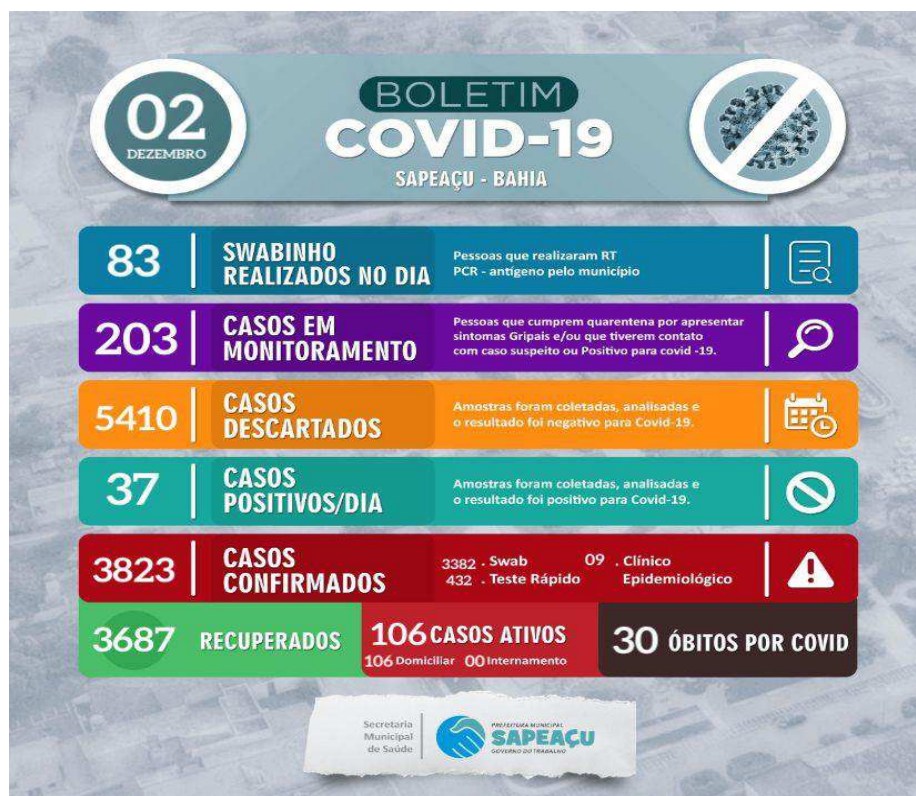 02
DEZEMBRO
BOLETIM
COVID-19
SAPEAÇU - BAHIA
83
SWABINHO
REALIZADOS NO DIA
Pessoas que realizaram RT
PCR - antígeno pelo município
203
CASOS EM
MONITORAMENTO
Pessoas que cumprem quarentena por apresentar
sintomas Gripais e/ou que tiverem contato
com caso suspeito ou Positivo para covid -19.
5410
CASOS
DESCARTADOS
Amostras foram coletadas, analisadas e
o resultado foi negativo para Covid-19.
37
CASOS
POSITIVOS/DIA
Amostras foram coletadas, analisadas e
o resultado foi positivo para Covid-19.
3823
CASOS
CONFIRMADOS
3382 . Swab
432 . Teste Rápido
09 . Clínico
Epidemiológico
3687 RECUPERADOS
106 CASOS ATIVOS
106 Domiciliar 00 Internamento
30 ÓBITOS POR COVID
Secretaria
Municipal
de Saúde
PREFEITURA MUNICIPAL
SAPEAÇU
GOVERNO DO TRABALHO